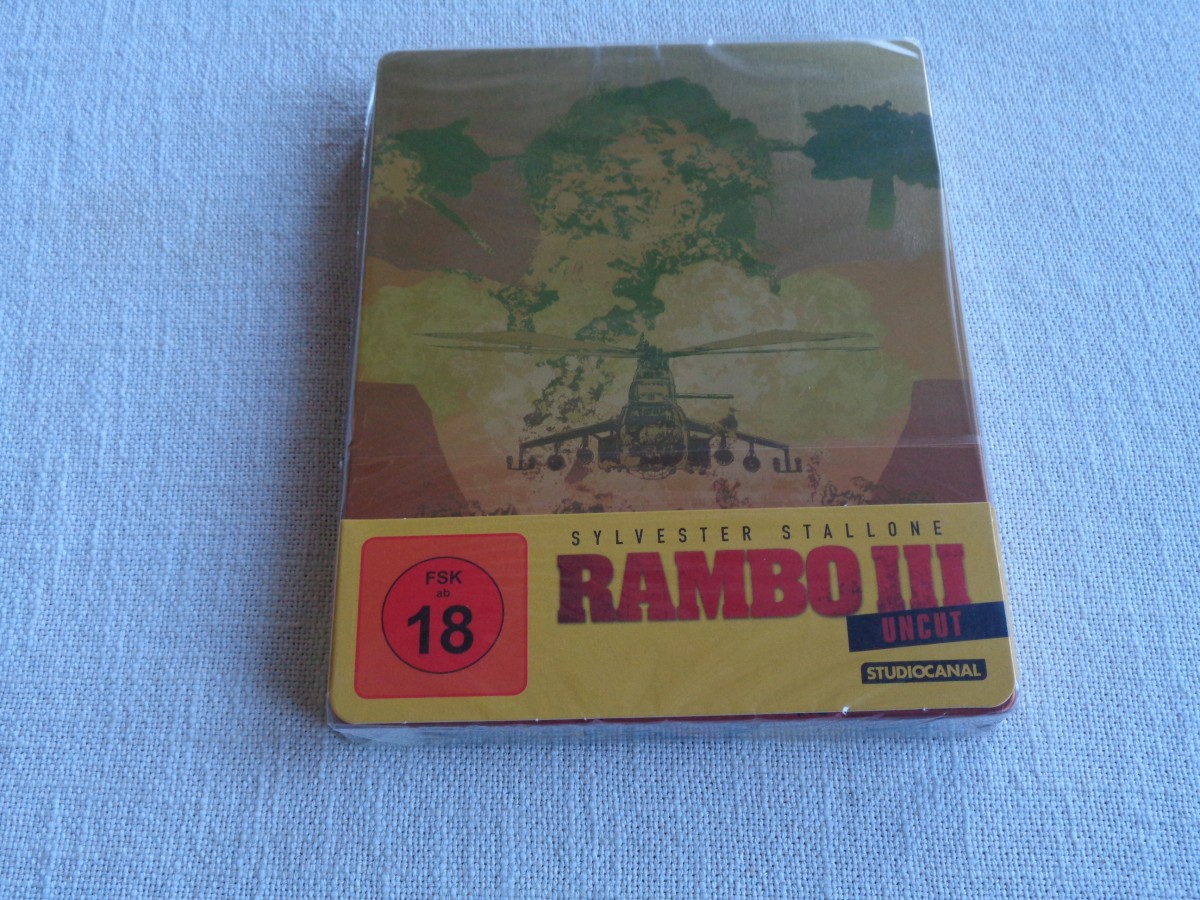 SYLVESTER STALLONE
RAMBO III
UNCUT
STUDIOCANAL
FSK
ab
18